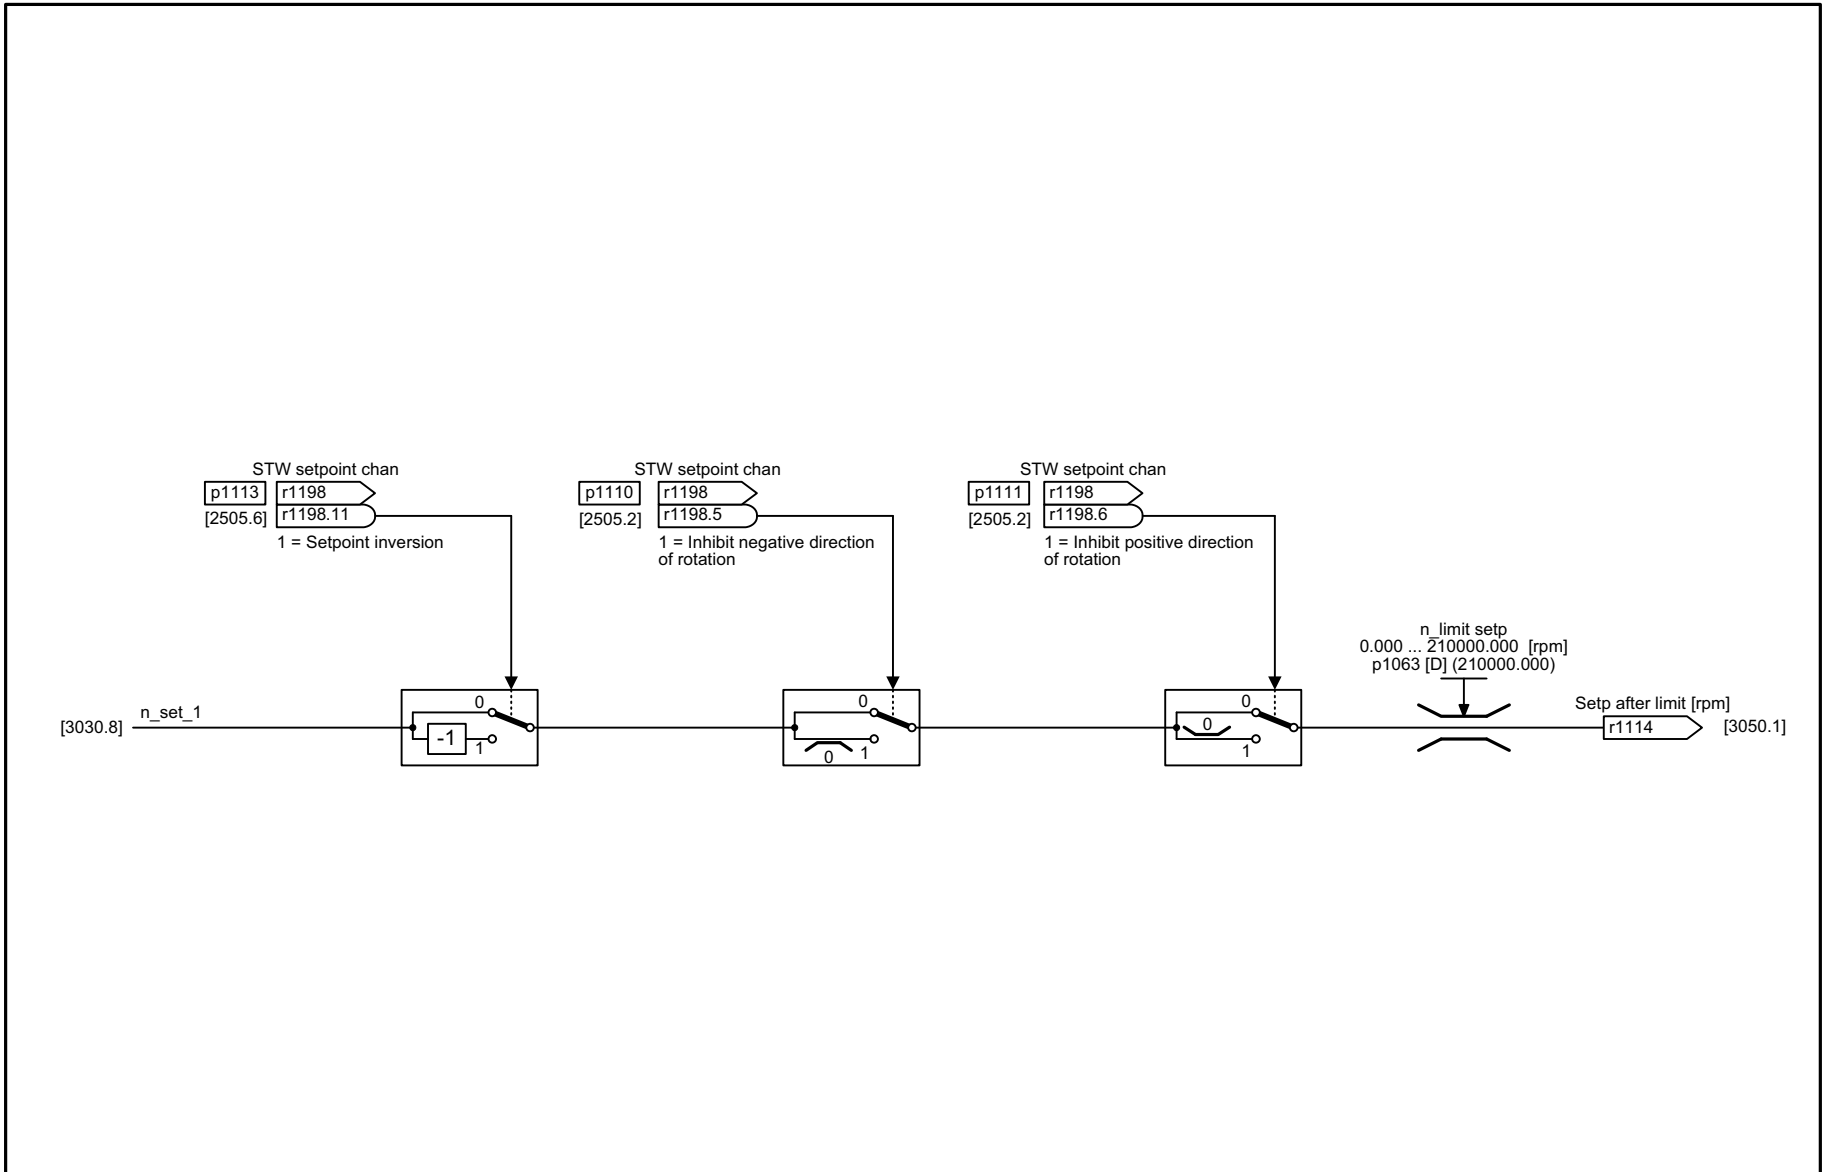 STW setpoint chan
p1113
r1198
[2505.6]
r1198.11
1 = Setpoint inversion
STW setpoint chan
p1110
r1198
[2505.2]
r1198.5
1 = Inhibit negative direction
of rotation
STW setpoint chan
p1111
r1198
[2505.2]
r1198.6
1 = Inhibit positive direction
of rotation
n_limit setp
0.000 ... 210000.000 [rpm]
p1063 [D] (210000.000)
[3030.8]
n_set_1
0
-1
1
0
0
1
0
0
1
Setp after limit [rpm]
r1114
[3050.1]